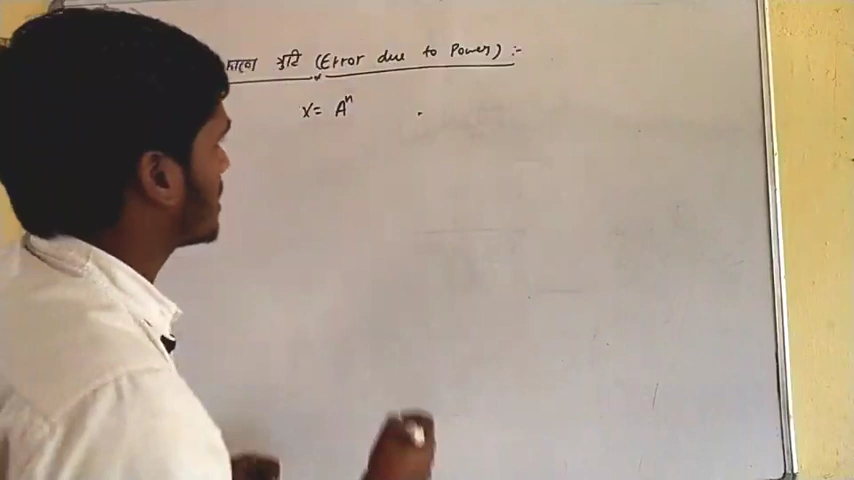 त्रुटि (Error due to Power) :-
X = Aⁿ